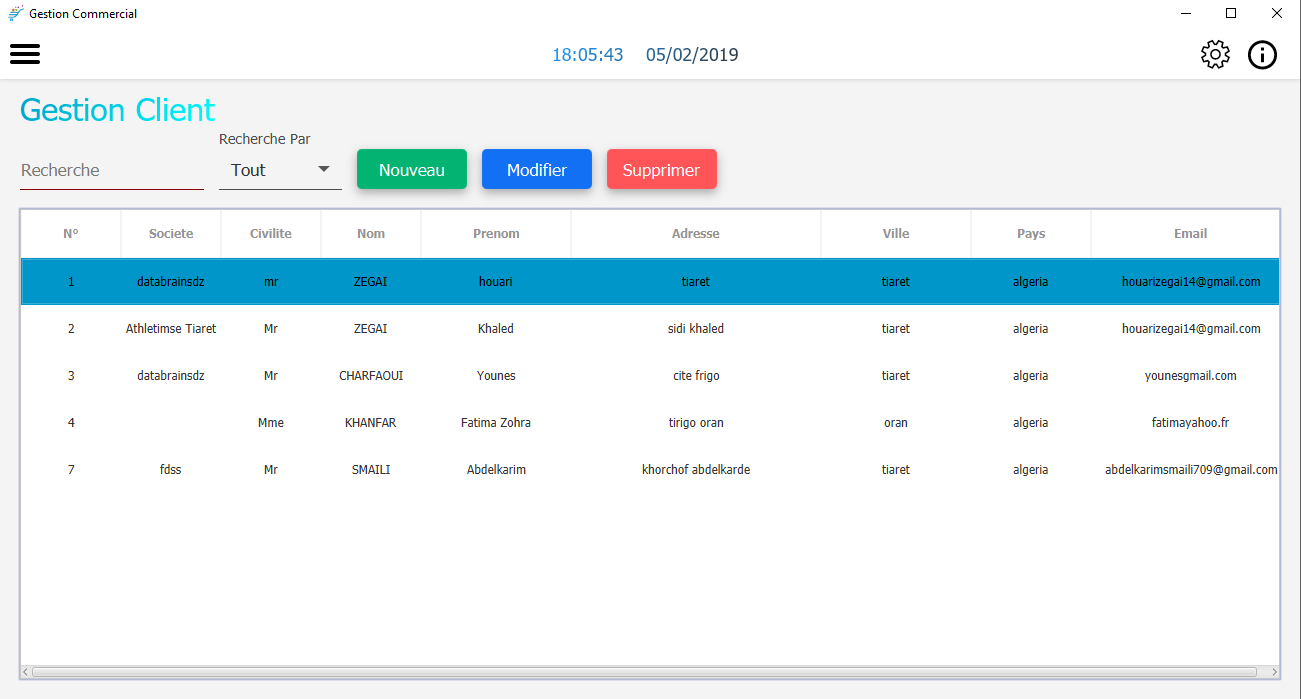 Gestion Commercial
18:05:43 05/02/2019
Gestion Client
Recherche Par
Recherche Tout Nouveau Modifier Supprimer
N° Societe Civilite Nom Prenom Adresse Ville Pays Email
1 databrainsdz mr ZEGAI houari tiaret tiaret algeria houarizegai14@gmail.com
2 Athletimse Tiaret Mr ZEGAI Khaled sidi khaled tiaret algeria houarizegai14@gmail.com
3 databrainsdz Mr CHARFAOUI Younes cite frigo tiaret algeria younesgmail.com
4 Mme KHANFAR Fatima Zohra tirigo oran oran algeria fatimayahoo.fr
7 fdss Mr SMAILI Abdelkarim khorchof abdelkarde tiaret algeria abdelkarimsmaili709@gmail.com